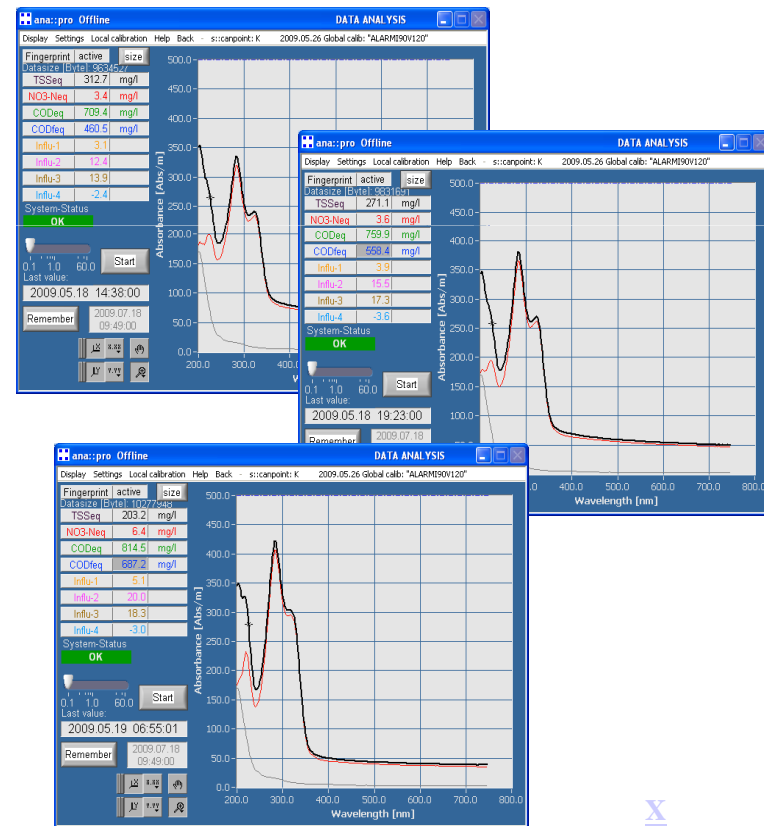 ana::pro Offline DATA ANALYSIS
Display Settings Local calibration Help Back - s::canpoint: K 2009.05.26 Global calib: "ALARMI90V120"
Fingerprint active size
Datasize [Byte]: 9634527
TSSeq 312.7 mg/l
NO3-Neq 3.4 mg/l
CODeq 709.4 mg/l
CODfeq 460.5 mg/l
Influ-1 3.1
Influ-2 12.4
Influ-3 13.9
Influ-4 -2.4
System-Status
OK
0.1 1.0 60.0 Start
Last value:
2009.05.18 14:38:00
Remember 2009.07.18
09:49:00
500.0
450.0
400.0
350.0
300.0
250.0
200.0
150.0
100.0
50.0
0.0
Absorbance [Abs/m]
200.0 300.0 400.0
ana::pro Offline DATA ANALYSIS
Display Settings Local calibration Help Back - s::canpoint: K 2009.05.26 Global calib: "ALARMI90V120"
Fingerprint active size
Datasize [Byte]: 9831691
TSSeq 271.1 mg/l
NO3-Neq 3.6 mg/l
CODeq 759.9 mg/l
CODfeq 558.4 mg/l
Influ-1 3.9
Influ-2 15.5
Influ-3 17.3
Influ-4 -3.6
System-Status
OK
0.1 1.0 60.0 Start
Last value:
2009.05.18 19:23:00
Remember 2009.07.18
500.0
450.0
400.0
350.0
300.0
250.0
200.0
150.0
100.0
Absorbance [Abs/m]
400.0 500.0 600.0 700.0 800.0
Wavelength [nm]
ana::pro Offline DATA ANALYSIS
Display Settings Local calibration Help Back - s::canpoint: K 2009.05.26 Global calib: "ALARMI90V120"
Fingerprint active size
Datasize [Byte]: 10277948
TSSeq 203.2 mg/l
NO3-Neq 6.4 mg/l
CODeq 814.5 mg/l
CODfeq 687.2 mg/l
Influ-1 5.1
Influ-2 20.0
Influ-3 18.3
Influ-4 -3.0
System-Status
OK
0.1 1.0 60.0 Start
Last value:
2009.05.19 06:55:01
Remember 2009.07.18
09:49:00
500.0
450.0
400.0
350.0
300.0
250.0
200.0
150.0
100.0
50.0
0.0
Absorbance [Abs/m]
200.0 300.0 400.0 500.0 600.0 700.0 800.0
Wavelength [nm]
X